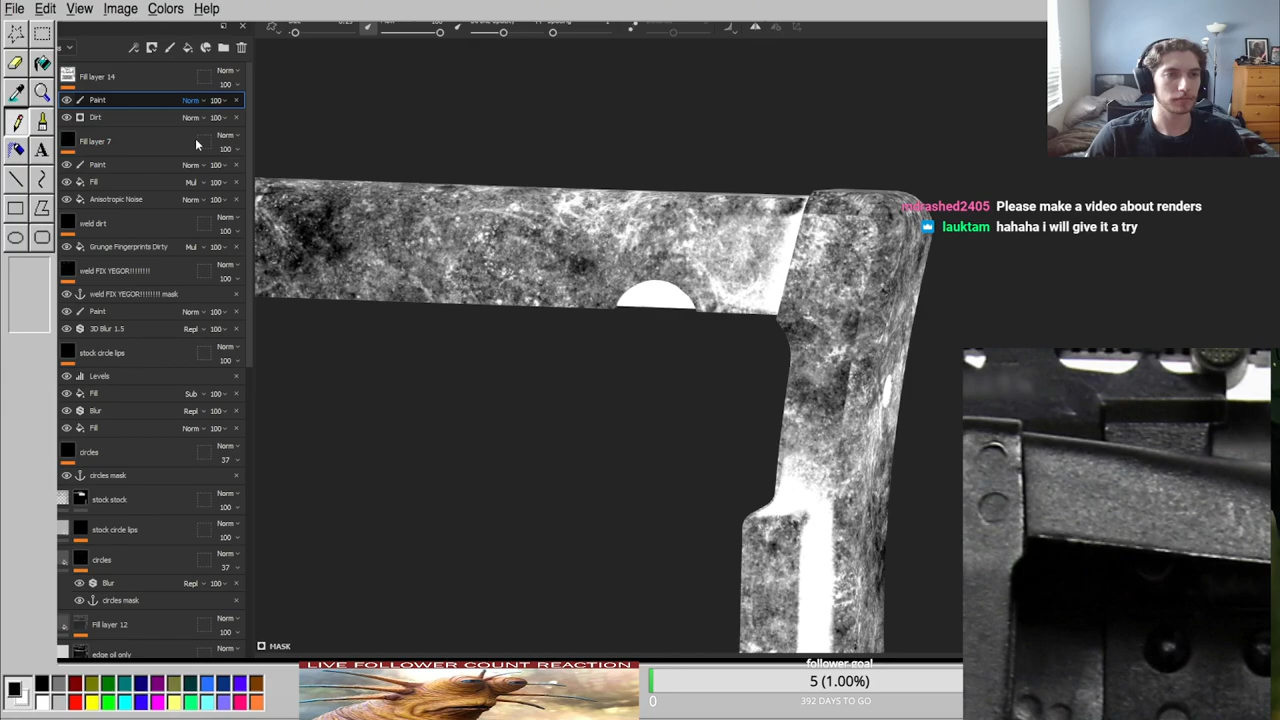 File Edit View Image Colors Help
Fill layer 14 Norm 100
Paint Norm 100
Dirt Norm 100
Fill layer 7 Norm 100
Paint Norm 100
Fill Mul 100
Anisotropic Noise Norm 100
weld dirt Norm 100
Grunge Fingerprints Dirty Mul 100
weld FIX YEGOR!!!!!!!! Norm 100
weld FIX YEGOR!!!!!!!! mask
Paint Norm 100
3D Blur 1.5 Repl 100
stock circle lips Norm 100
Levels
Fill Sub 100
Blur Repl 100
Fill Norm 100
circles Norm 37
circles mask
stock stock Norm 100
stock circle lips Norm 100
circles Norm 37
Blur Repl 100
circles mask
Fill layer 12 Norm 100
edge oil only Norm
MASK
Please make a video about renders
lauktam hahaha i will give it a try
LIVE FOLLOWER COUNT REACTION
follower goal
5 (1.00%)
0
392 DAYS TO GO
A